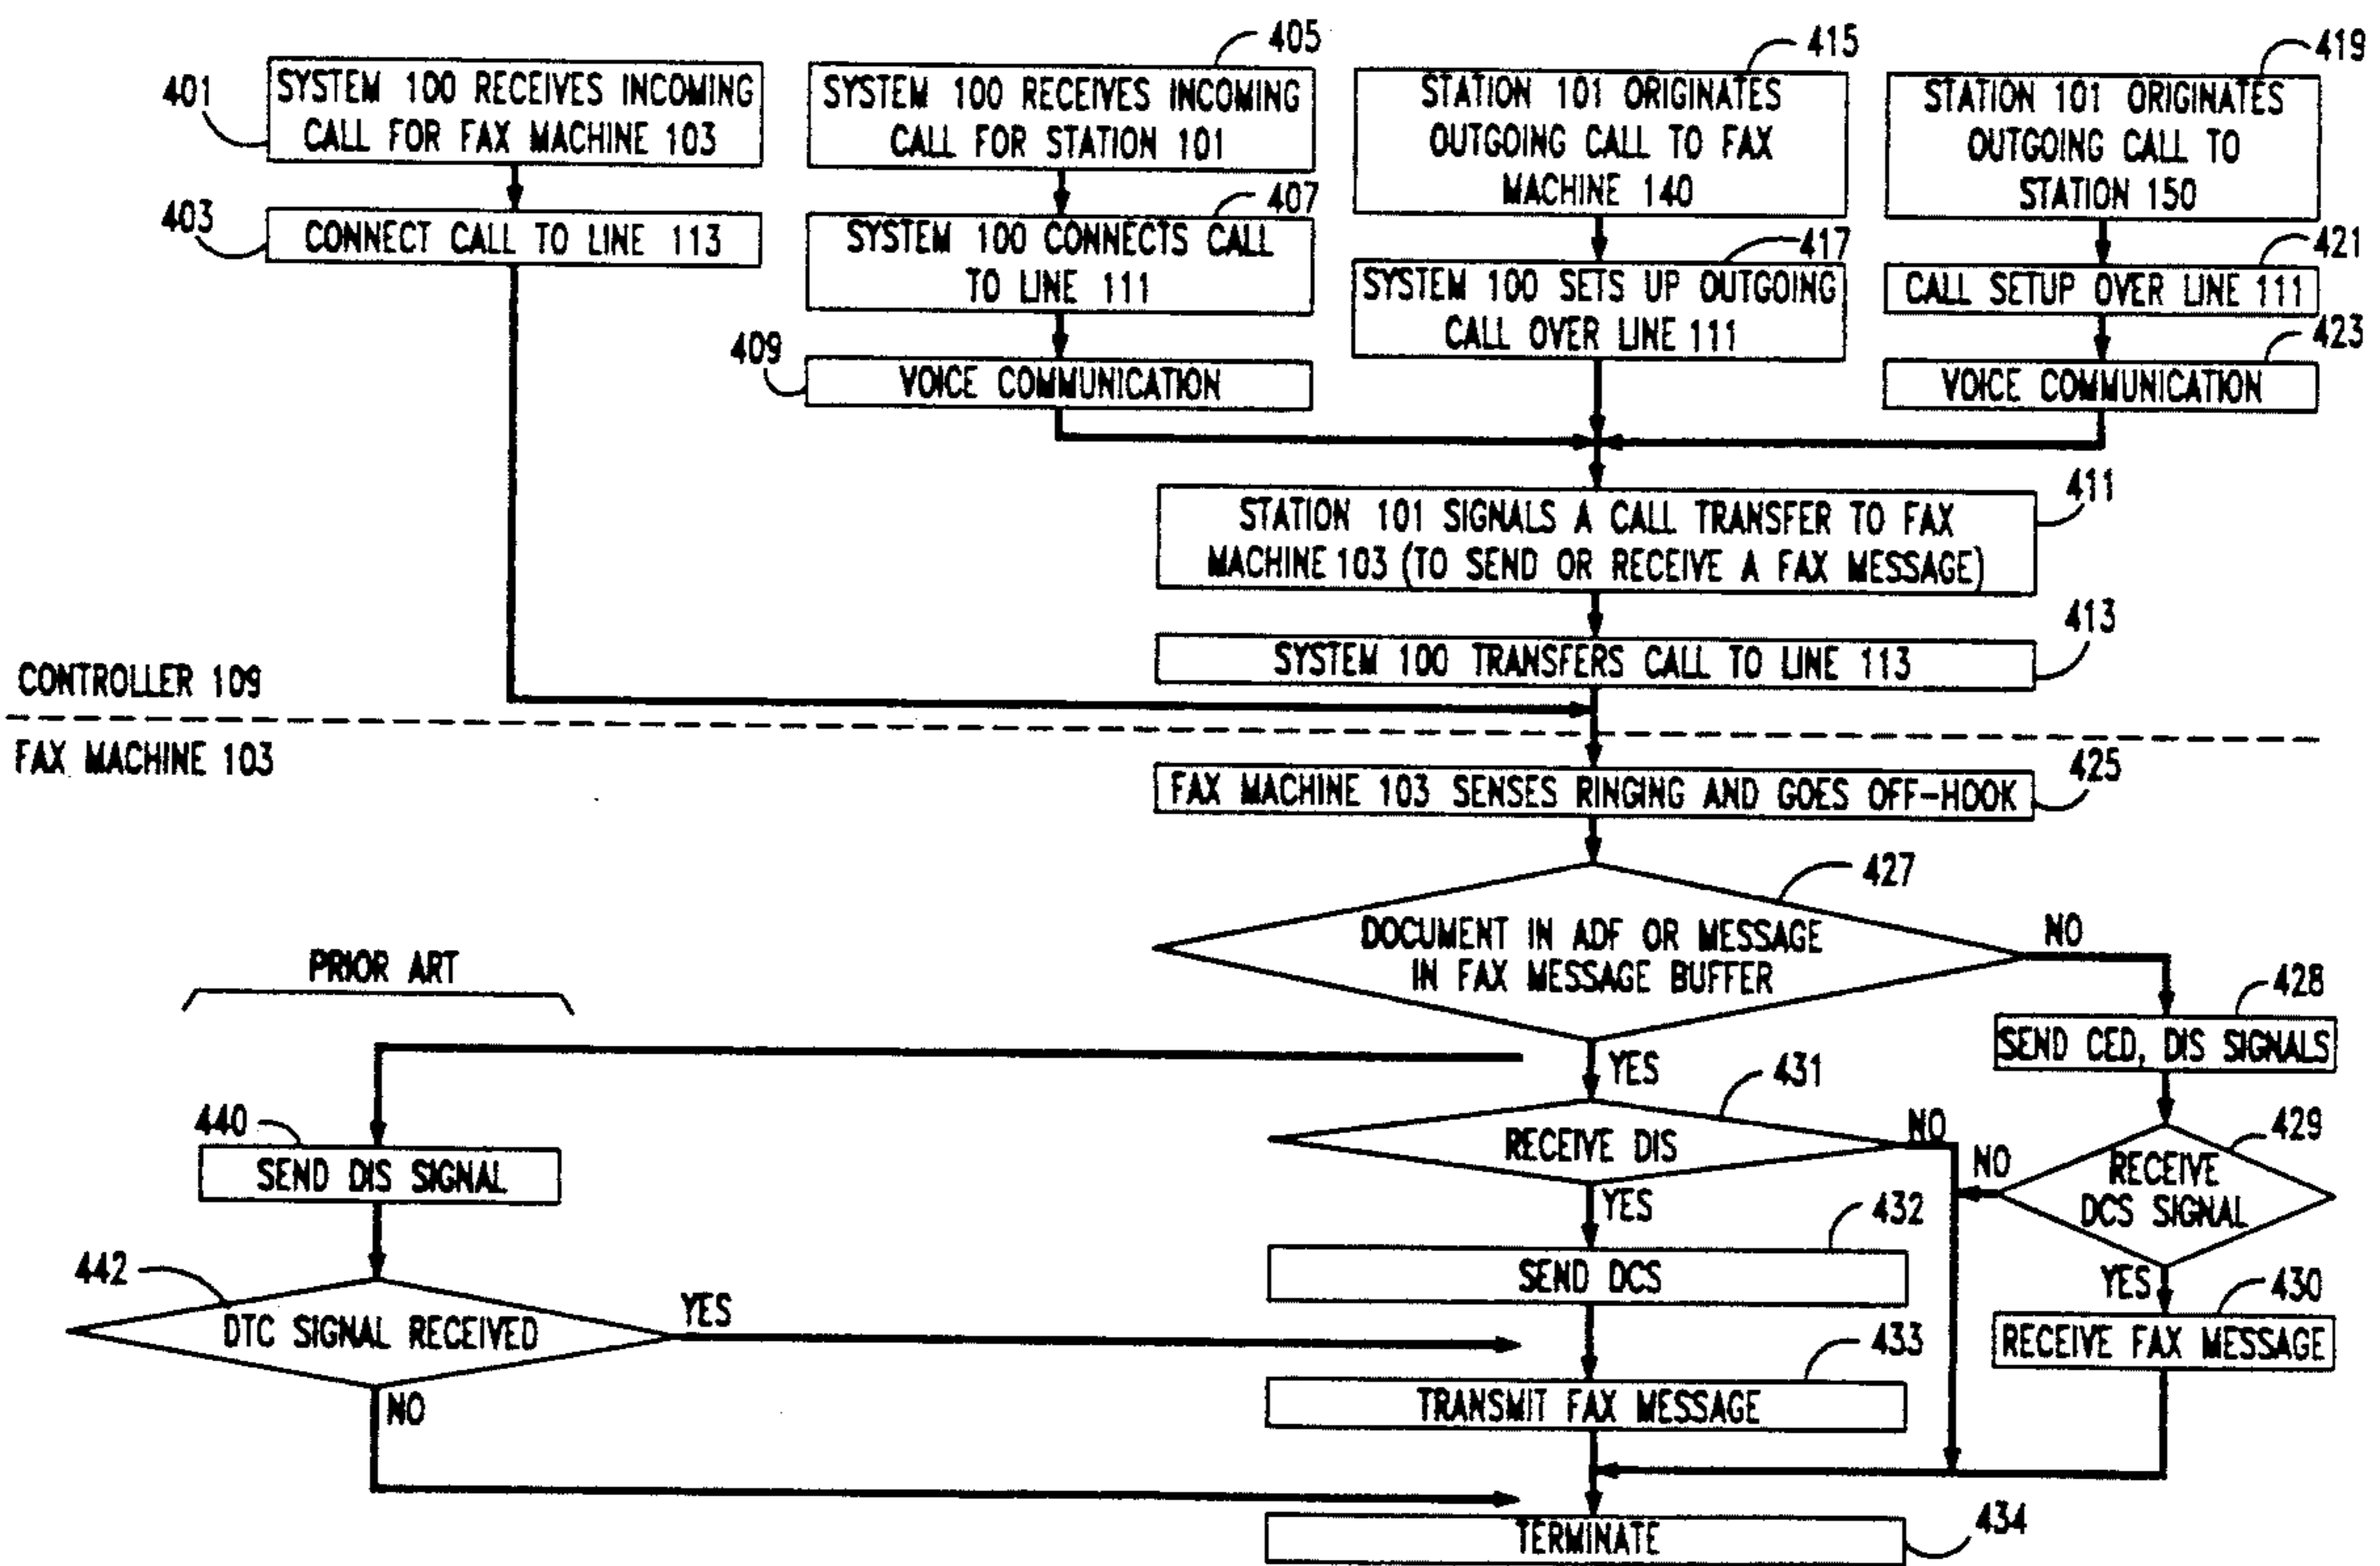 401
SYSTEM 100 RECEIVES INCOMING
CALL FOR FAX MACHINE 103
403
CONNECT CALL TO LINE 113
405
SYSTEM 100 RECEIVES INCOMING
CALL FOR STATION 101
407
SYSTEM 100 CONNECTS CALL
TO LINE 111
409
VOICE COMMUNICATION
415
STATION 101 ORIGINATES
OUTGOING CALL TO FAX
MACHINE 140
417
SYSTEM 100 SETS UP OUTGOING
CALL OVER LINE 111
419
STATION 101 ORIGINATES
OUTGOING CALL TO
STATION 150
421
CALL SETUP OVER LINE 111
423
VOICE COMMUNICATION
411
STATION 101 SIGNALS A CALL TRANSFER TO FAX
MACHINE 103 (TO SEND OR RECEIVE A FAX MESSAGE)
413
SYSTEM 100 TRANSFERS CALL TO LINE 113
CONTROLLER 109
FAX MACHINE 103
425
FAX MACHINE 103 SENSES RINGING AND GOES OFF-HOOK
427
DOCUMENT IN ADF OR MESSAGE
IN FAX MESSAGE BUFFER
NO
YES
428
SEND CED, DIS SIGNALS
429
RECEIVE
DCS SIGNAL
NO
YES
430
RECEIVE FAX MESSAGE
431
RECEIVE DIS
NO
YES
432
SEND DCS
433
TRANSMIT FAX MESSAGE
434
TERMINATE
PRIOR ART
440
SEND DIS SIGNAL
442
DTC SIGNAL RECEIVED
YES
NO